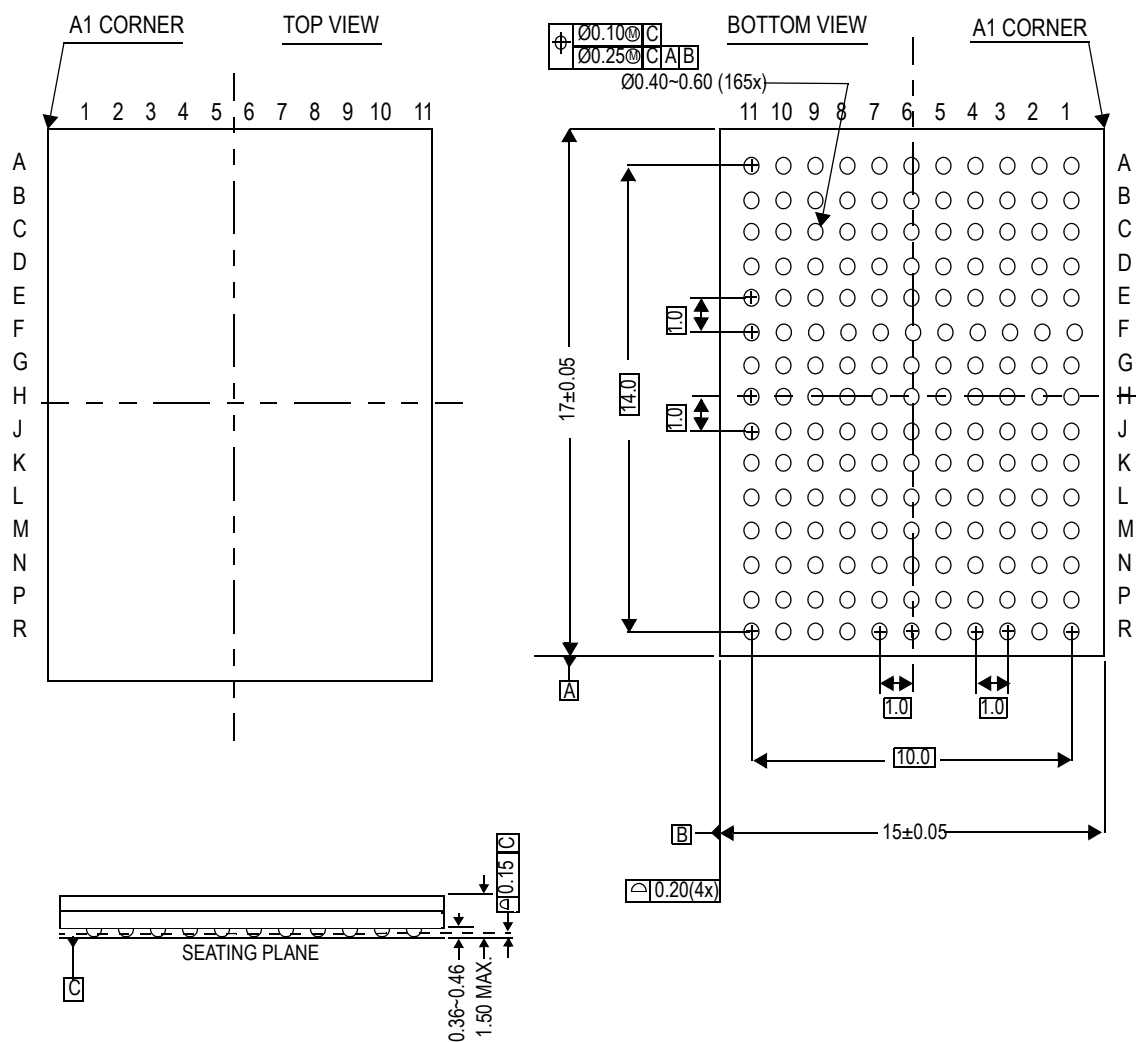 A1 CORNER
TOP VIEW
1 2 3 4 5 6 7 8 9 10 11
A
B
C
D
E
F
G
H
J
K
L
M
N
P
R
Ø0.10Ⓜ C
Ø0.25Ⓜ C A B
BOTTOM VIEW
A1 CORNER
Ø0.40~0.60 (165x)
11 10 9 8 7 6 5 4 3 2 1
A
B
C
D
E
F
G
H
J
K
L
M
N
P
R
1.0
1.0
14.0
17±0.05
A
1.0
1.0
10.0
B
15±0.05
0.20(4x)
0.15 C
SEATING PLANE
C
0.36~0.46
1.50 MAX.